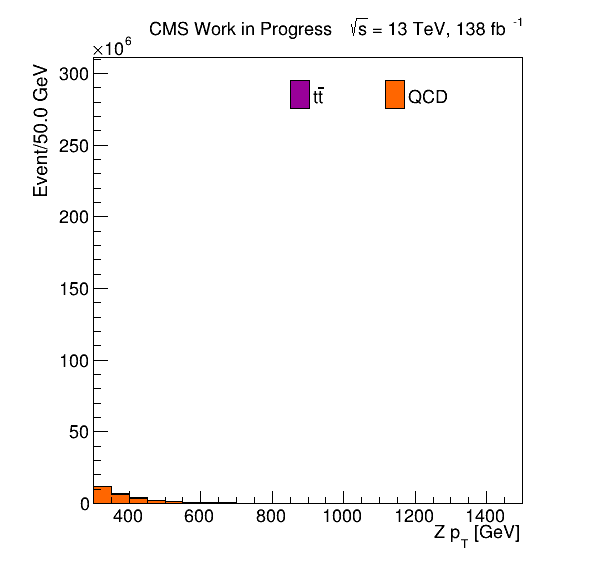 CMS Work in Progress √s = 13 TeV, 138 fb⁻¹
×10⁶
Event/50.0 GeV
300
250
200
150
100
50
0
tt̄
QCD
400 600 800 1000 1200 1400
Z p_T [GeV]